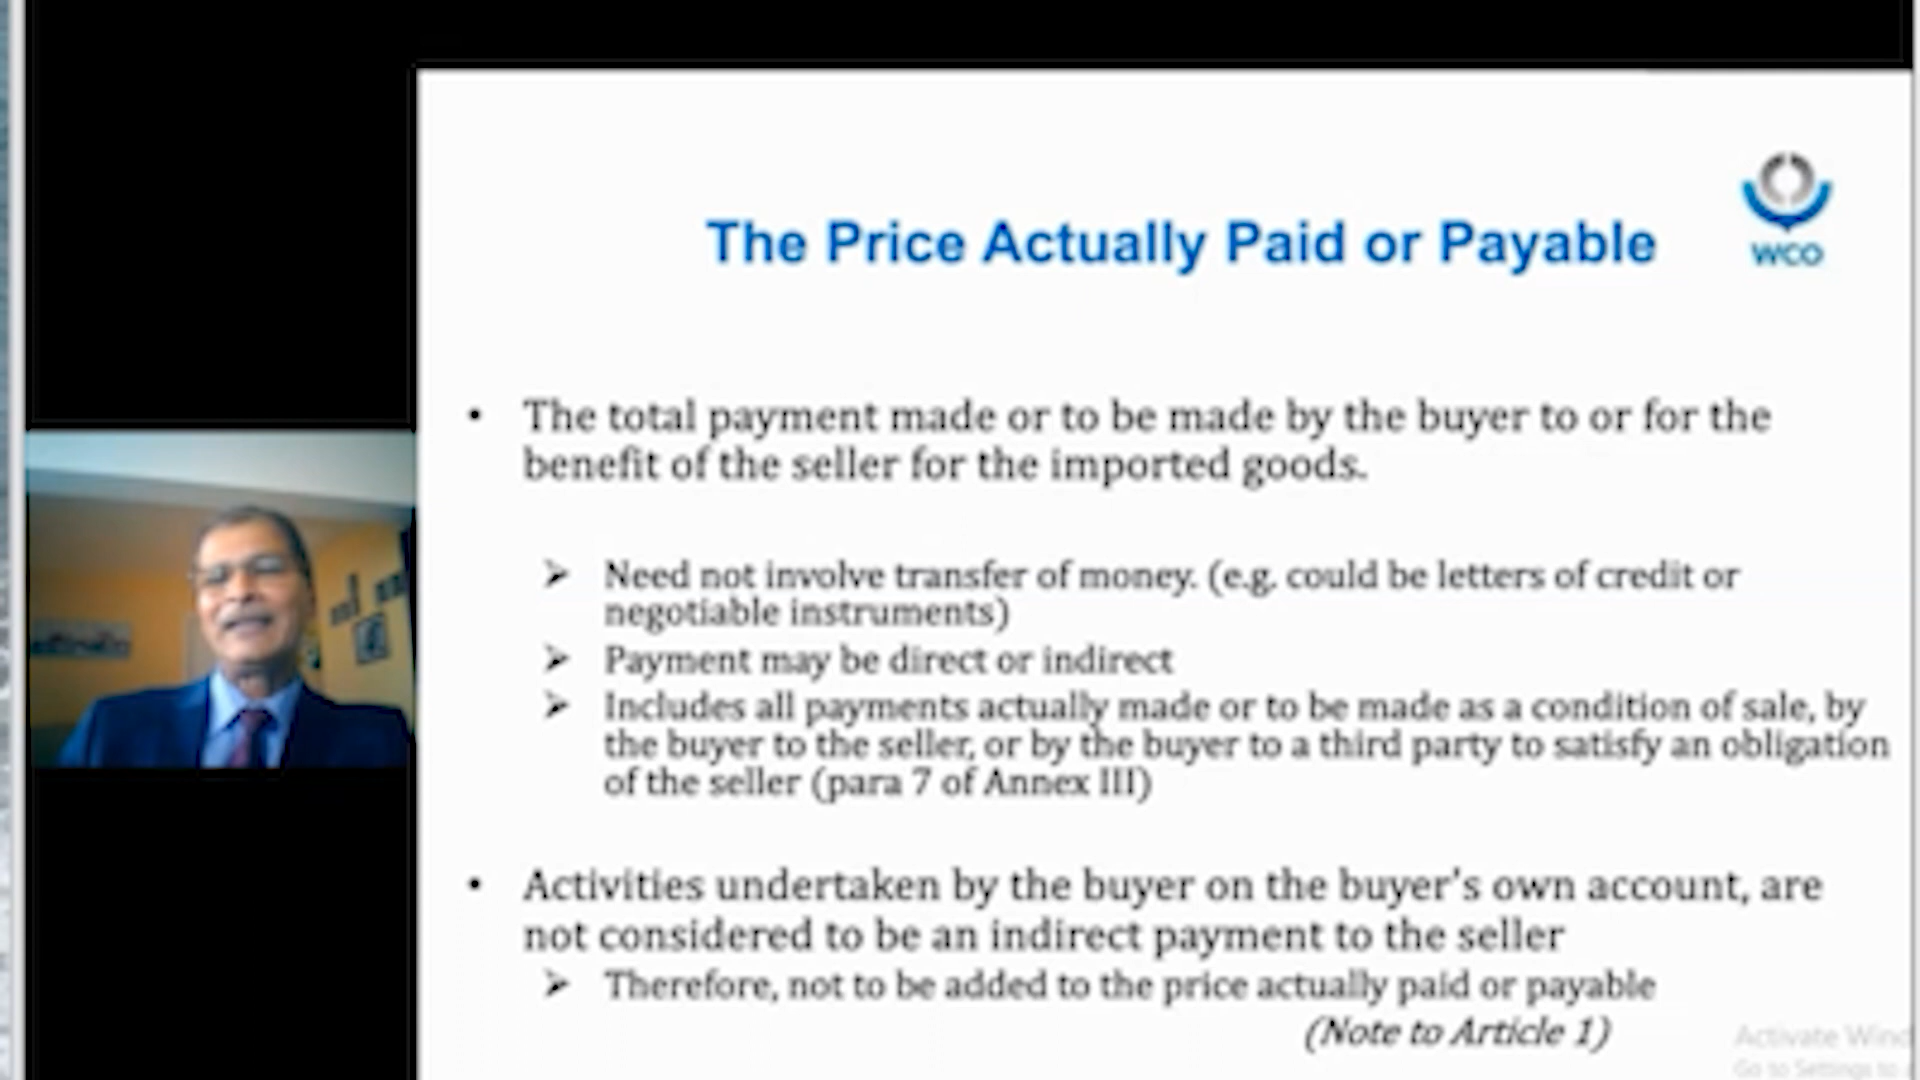 WCO
The Price Actually Paid or Payable
• The total payment made or to be made by the buyer to or for the
benefit of the seller for the imported goods.
➢ Need not involve transfer of money. (e.g. could be letters of credit or
negotiable instruments)
➢ Payment may be direct or indirect
➢ Includes all payments actually made or to be made as a condition of sale, by
the buyer to the seller, or by the buyer to a third party to satisfy an obligation
of the seller (para 7 of Annex III)
• Activities undertaken by the buyer on the buyer's own account, are
not considered to be an indirect payment to the seller
➢ Therefore, not to be added to the price actually paid or payable
(Note to Article 1)
Activate Wind
Go to Settings to